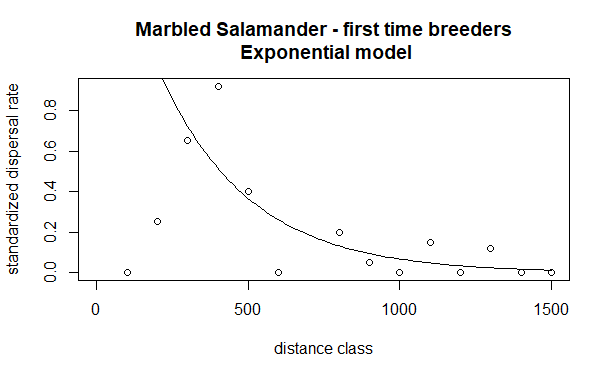 Marbled Salamander - first time breeders
Exponential model
standardized dispersal rate
0.8
0.6
0.4
0.2
0.0
0 500 1000 1500
distance class